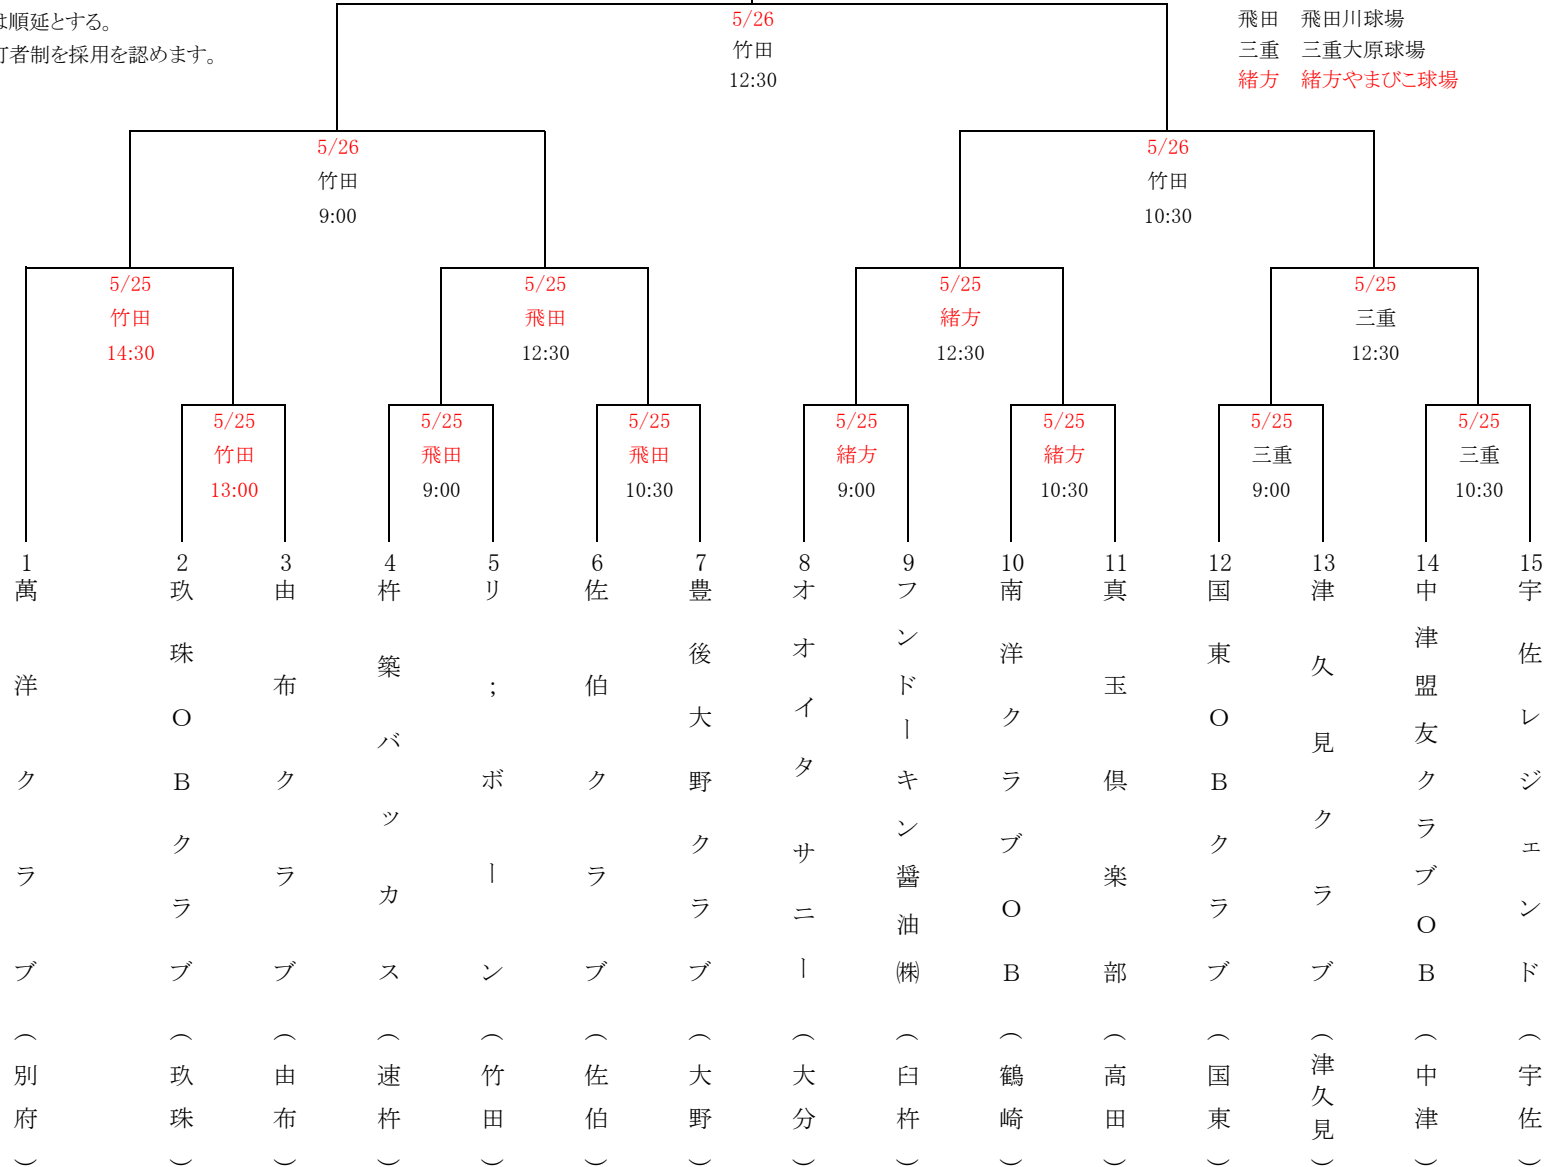 は順延とする。
打者制を採用を認めます。
飛田 飛田川球場
三重 三重大原球場
緒方 緒方やまびこ球場
5/26
竹田
12:30
5/26
竹田
9:00
5/26
竹田
10:30
5/25
竹田
14:30
5/25
飛田
12:30
5/25
緒方
12:30
5/25
三重
12:30
5/25
竹田
13:00
5/25
飛田
9:00
5/25
飛田
10:30
5/25
緒方
9:00
5/25
緒方
10:30
5/25
三重
9:00
5/25
三重
10:30
1
萬洋クラブ(別府)
2
玖珠OBクラブ(玖珠)
3
由布クラブ(由布)
4
杵築バッカス(速杵)
5
リ;ボーン(竹田)
6
佐伯クラブ(佐伯)
7
豊後大野クラブ(大野)
8
オオイタサニー(大分)
9
フンドーキン醤油㈱(臼杵)
10
南洋クラブOB(鶴崎)
11
真玉倶楽部(高田)
12
国東OBクラブ(国東)
13
津久見クラブ(津久見)
14
中津盟友クラブOB(中津)
15
宇佐レジェンド(宇佐)